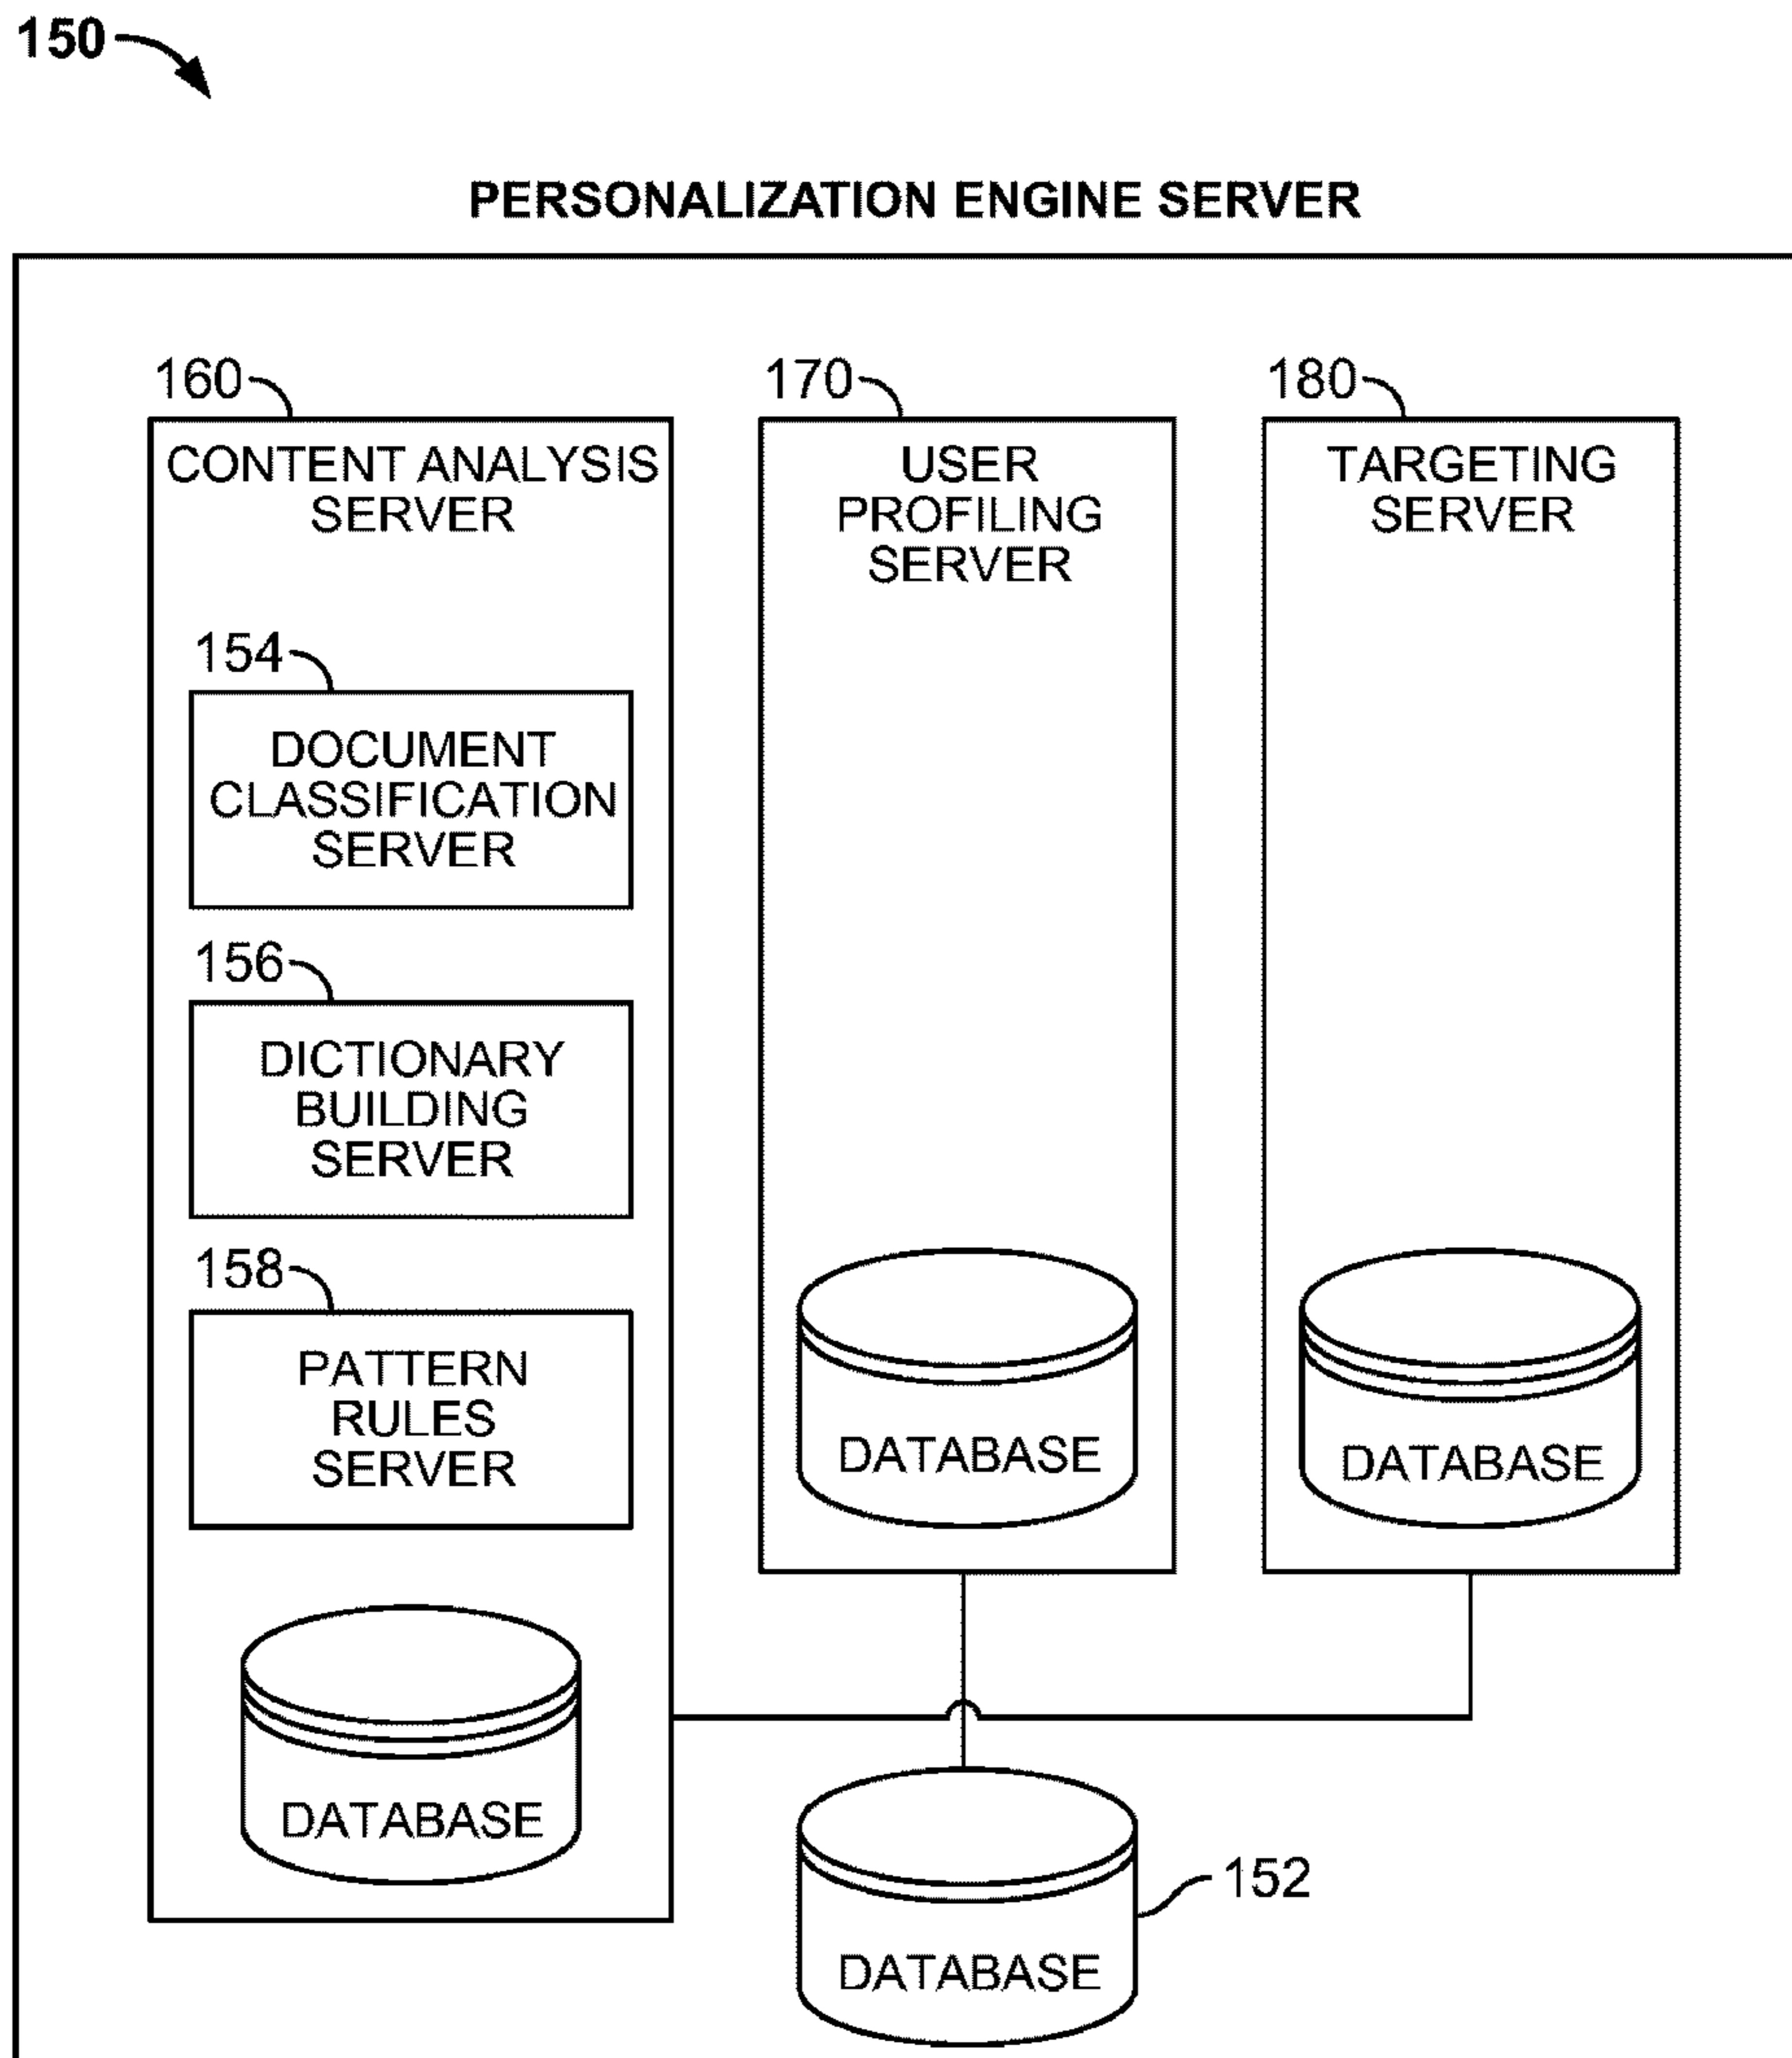 150
PERSONALIZATION ENGINE SERVER
160
CONTENT ANALYSIS
SERVER
154
DOCUMENT
CLASSIFICATION
SERVER
156
DICTIONARY
BUILDING
SERVER
158
PATTERN
RULES
SERVER
DATABASE
170
USER
PROFILING
SERVER
DATABASE
180
TARGETING
SERVER
DATABASE
DATABASE
152